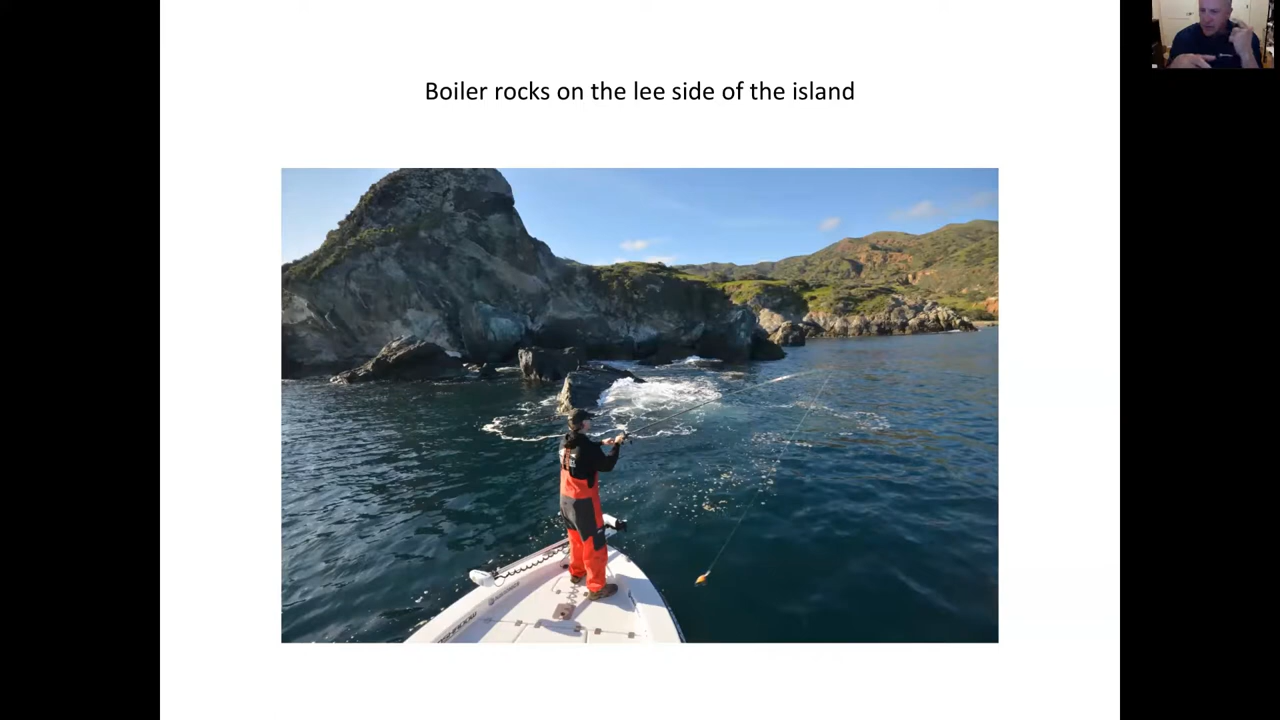 Boiler rocks on the lee side of the island